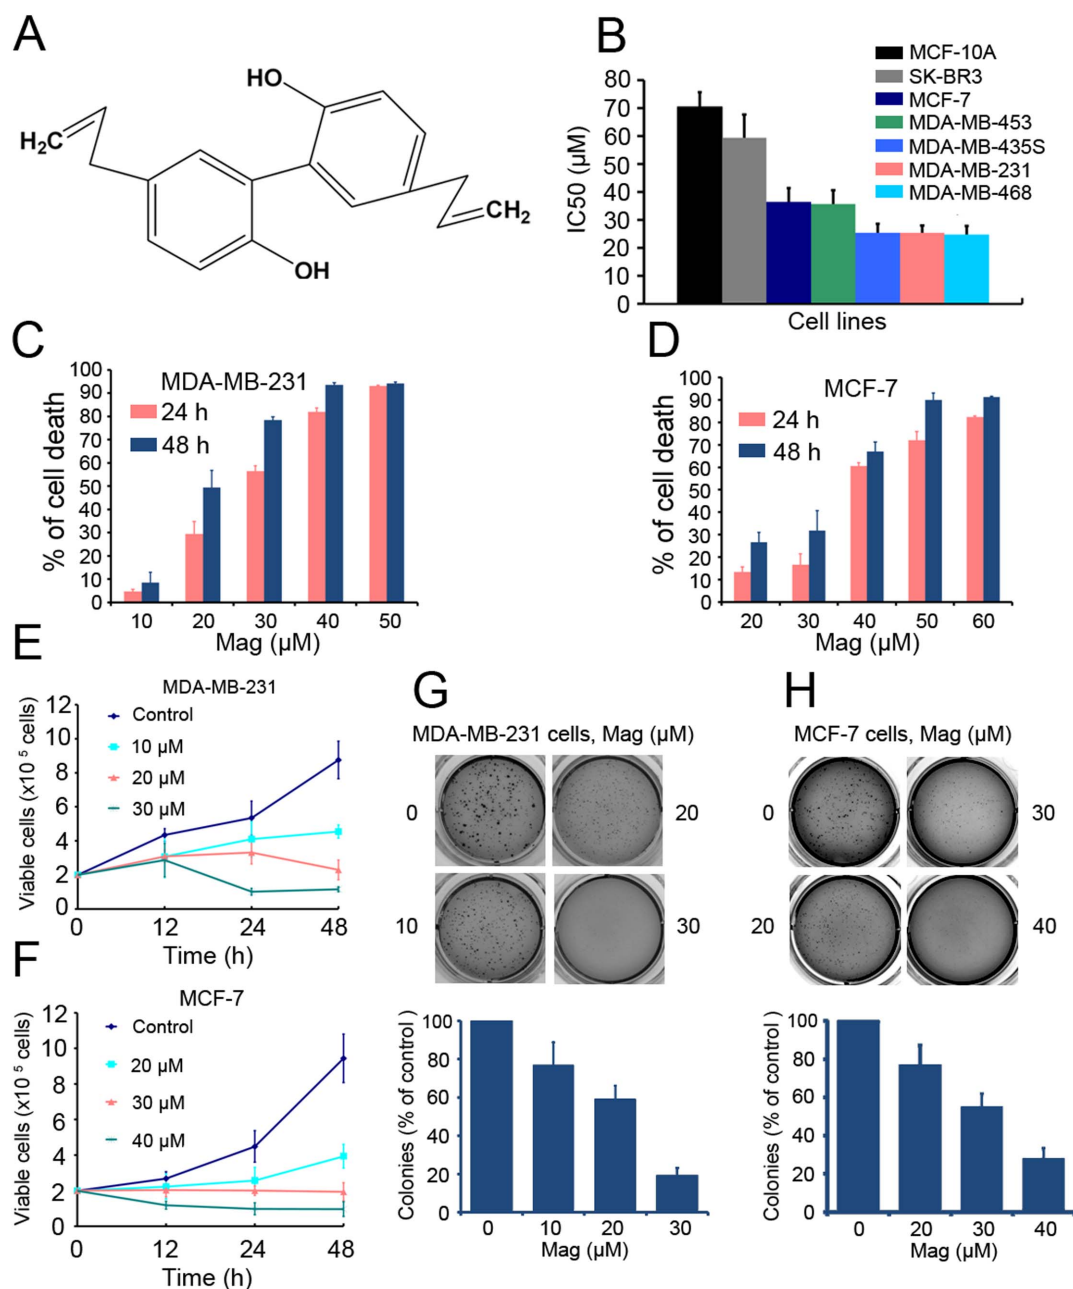 A
HO
H2C
CH2
OH
B
MCF-10A
SK-BR3
MCF-7
MDA-MB-453
MDA-MB-435S
MDA-MB-231
MDA-MB-468
IC50 (µM)
80
70
60
50
40
30
20
10
0
Cell lines
C
MDA-MB-231
24 h
48 h
% of cell death
100
90
80
70
60
50
40
30
20
10
0
10 20 30 40 50
Mag (µM)
D
MCF-7
24 h
48 h
% of cell death
100
90
80
70
60
50
40
30
20
10
0
20 30 40 50 60
Mag (µM)
E
MDA-MB-231
Control
10 µM
20 µM
30 µM
Viable cells (x10 5 cells)
12
10
8
6
4
2
0
0 12 24 48
Time (h)
F
MCF-7
Control
20 µM
30 µM
40 µM
Viable cells (x10 5 cells)
12
10
8
6
4
2
0
0 12 24 48
Time (h)
G
MDA-MB-231 cells, Mag (µM)
0 20
10 30
Colonies (% of control )
100
80
60
40
20
0
0 10 20 30
Mag (µM)
H
MCF-7 cells, Mag (µM)
0 30
20 40
Colonies (% of control )
100
80
60
40
20
0
0 20 30 40
Mag (µM)